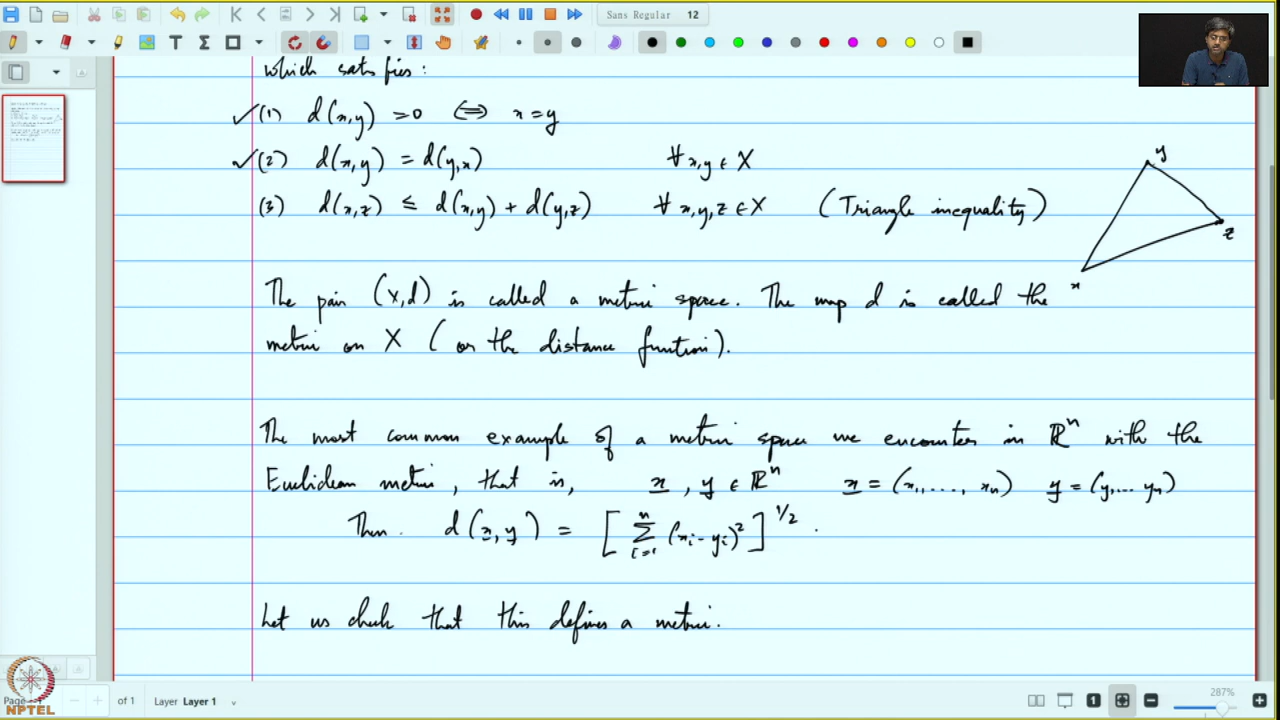 Sans Regular 12
which satisfies:
(1) d(x,y) = 0 ⟺ x = y
(2) d(x,y) = d(y,x) ∀ x,y ∈ X
(3) d(x,z) ≤ d(x,y) + d(y,z) ∀ x,y,z ∈ X (Triangle inequality)
y
z
x
The pair (X,d) is called a metric space. The map d is called the
metric on X (or the distance function).
The most common example of a metric space we encounter in ℝⁿ with the
Euclidean metric, that is, x, y ∈ ℝⁿ x = (x₁,..., xₙ) y = (y₁... yₙ)
Then d(x,y) = [∑ᵢ₌₁ⁿ (xᵢ - yᵢ)²]^1/2.
Let us check that this defines a metric.
Page
of 1
Layer Layer 1
287%
NPTEL